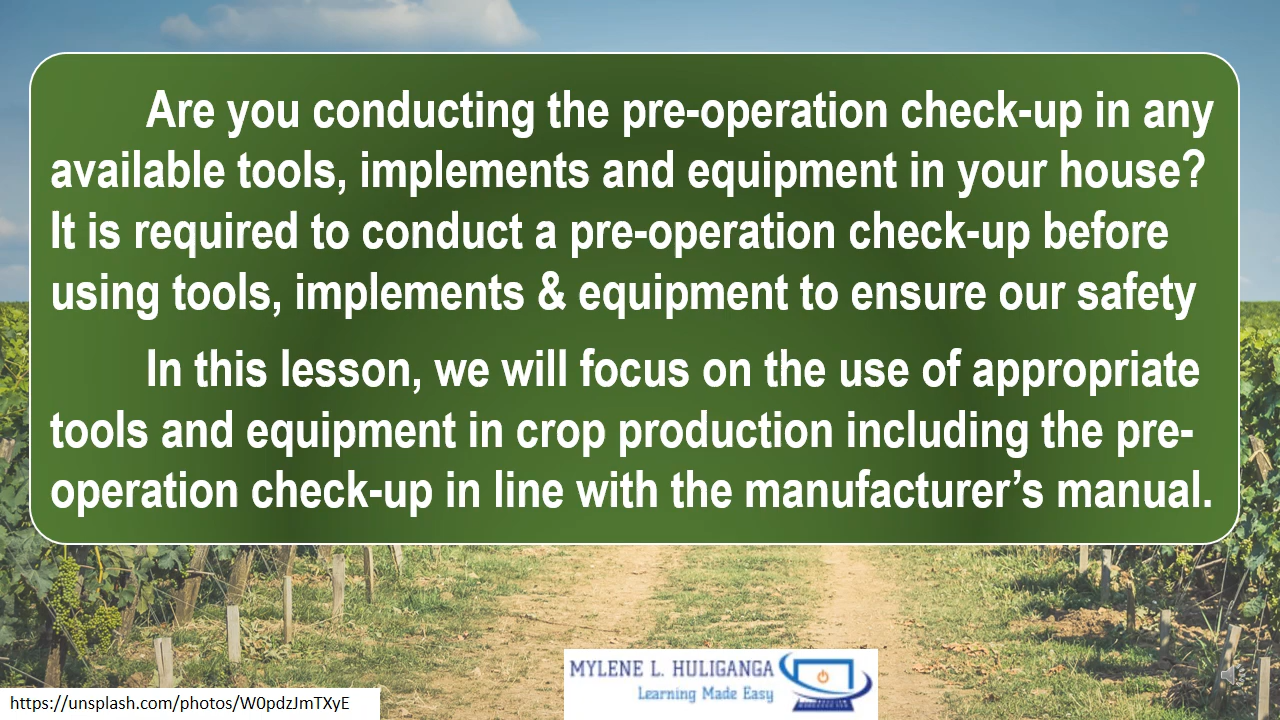 Are you conducting the pre-operation check-up in any
available tools, implements and equipment in your house?
It is required to conduct a pre-operation check-up before
using tools, implements & equipment to ensure our safety
In this lesson, we will focus on the use of appropriate
tools and equipment in crop production including the pre-
operation check-up in line with the manufacturer’s manual.
MYLENE L. HULIGANGA
Learning Made Easy
https://unsplash.com/photos/W0pdzJmTXyE